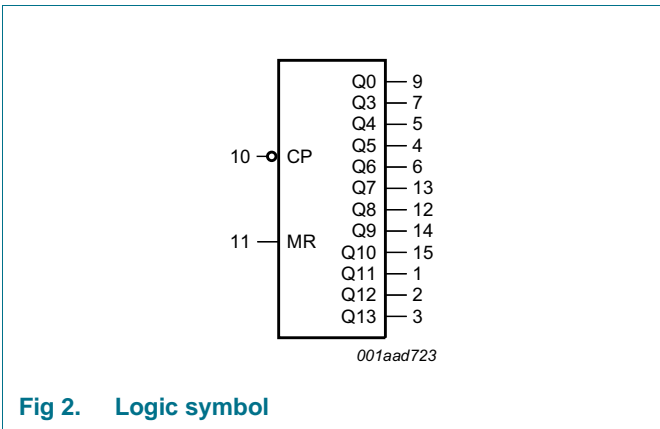 Q0 9
Q3 7
Q4 5
Q5 4
10 CP Q6 6
Q7 13
Q8 12
Q9 14
11 MR Q10 15
Q11 1
Q12 2
Q13 3
001aad723
Fig 2. Logic symbol